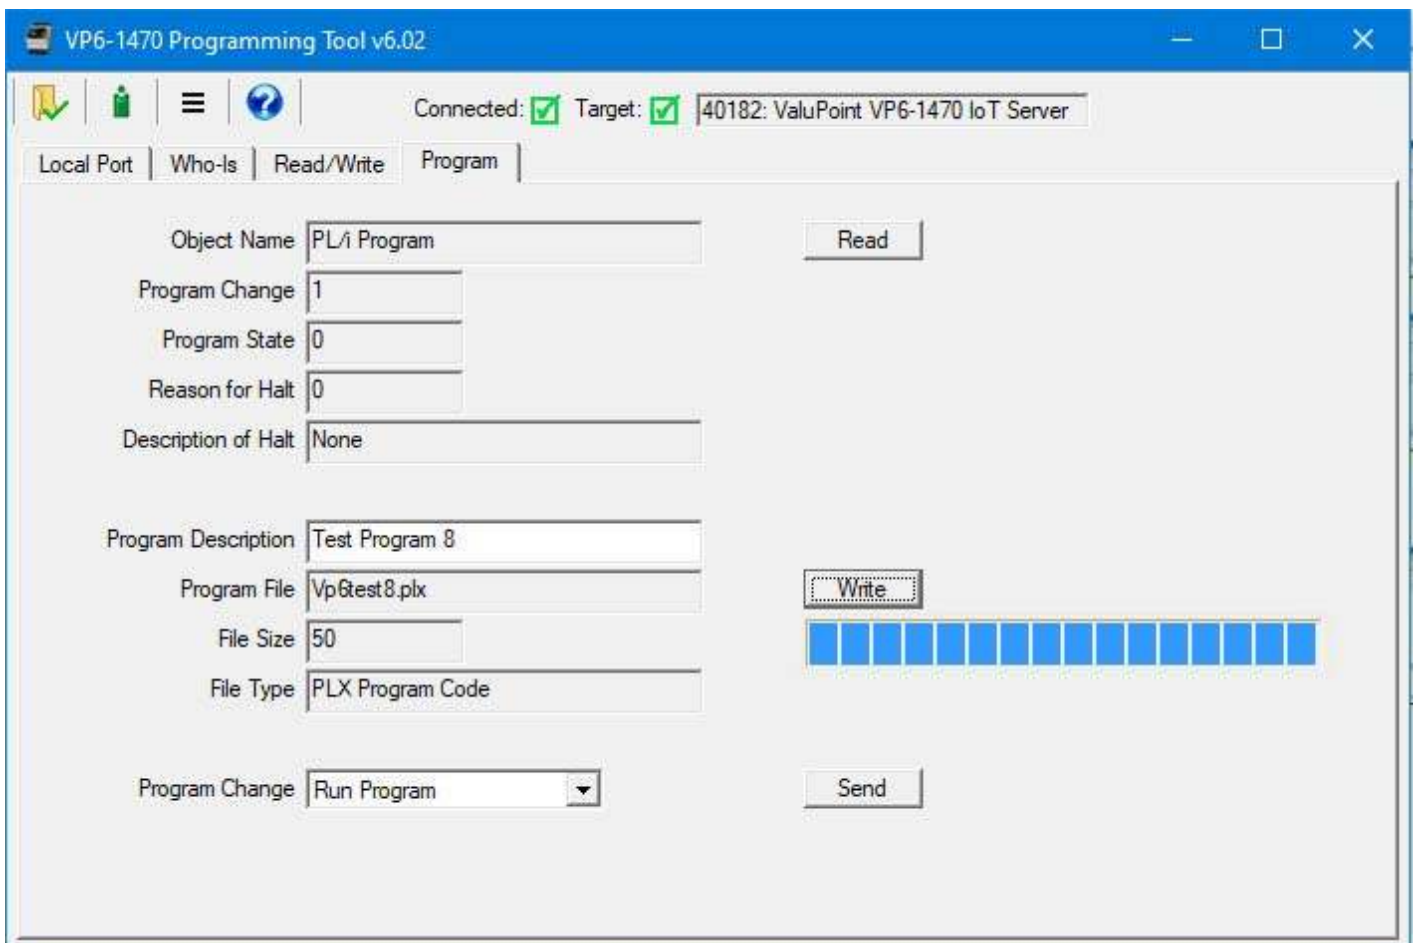 VP6-1470 Programming Tool v6.02
Connected: Target: 40182: ValuPoint VP6-1470 IoT Server
Local Port Who-Is Read/Write Program
Object Name PL/i Program Read
Program Change 1
Program State 0
Reason for Halt 0
Description of Halt None
Program Description Test Program 8
Program File Vp6test8.plx Write
File Size 50
File Type PLX Program Code
Program Change Run Program Send